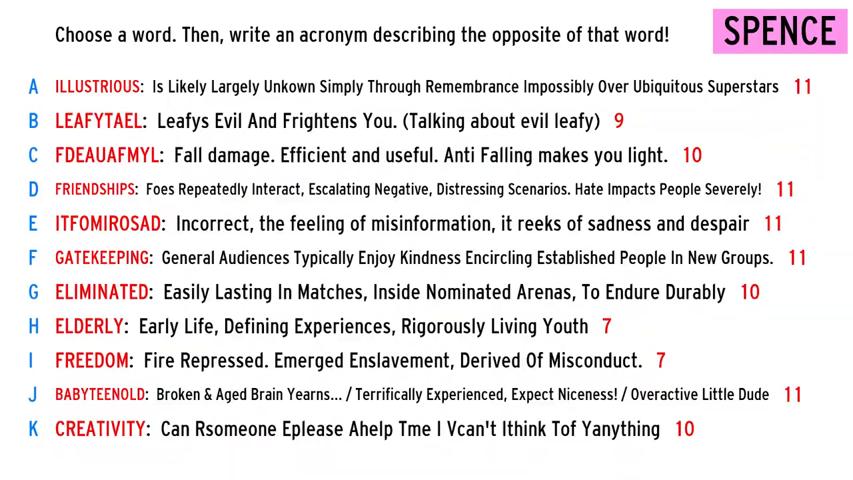 Choose a word. Then, write an acronym describing the opposite of that word! SPENCE
A ILLUSTRIOUS: Is Likely Largely Unkown Simply Through Remembrance Impossibly Over Ubiquitous Superstars 11
B LEAFYTAEL: Leafys Evil And Frightens You. (Talking about evil leafy) 9
C FDEAUAFMYL: Fall damage. Efficient and useful. Anti Falling makes you light. 10
D FRIENDSHIPS: Foes Repeatedly Interact, Escalating Negative, Distressing Scenarios. Hate Impacts People Severely! 11
E ITFOMIROSAD: Incorrect, the feeling of misinformation, it reeks of sadness and despair 11
F GATEKEEPING: General Audiences Typically Enjoy Kindness Encircling Established People In New Groups. 11
G ELIMINATED: Easily Lasting In Matches, Inside Nominated Arenas, To Endure Durably 10
H ELDERLY: Early Life, Defining Experiences, Rigorously Living Youth 7
I FREEDOM: Fire Repressed. Emerged Enslavement, Derived Of Misconduct. 7
J BABYTEENOLD: Broken & Aged Brain Yearns... / Terrifically Experienced, Expect Niceness! / Overactive Little Dude 11
K CREATIVITY: Can Rsomeone Eplease Ahelp Tme I Vcan't Ithink Tof Yanything 10